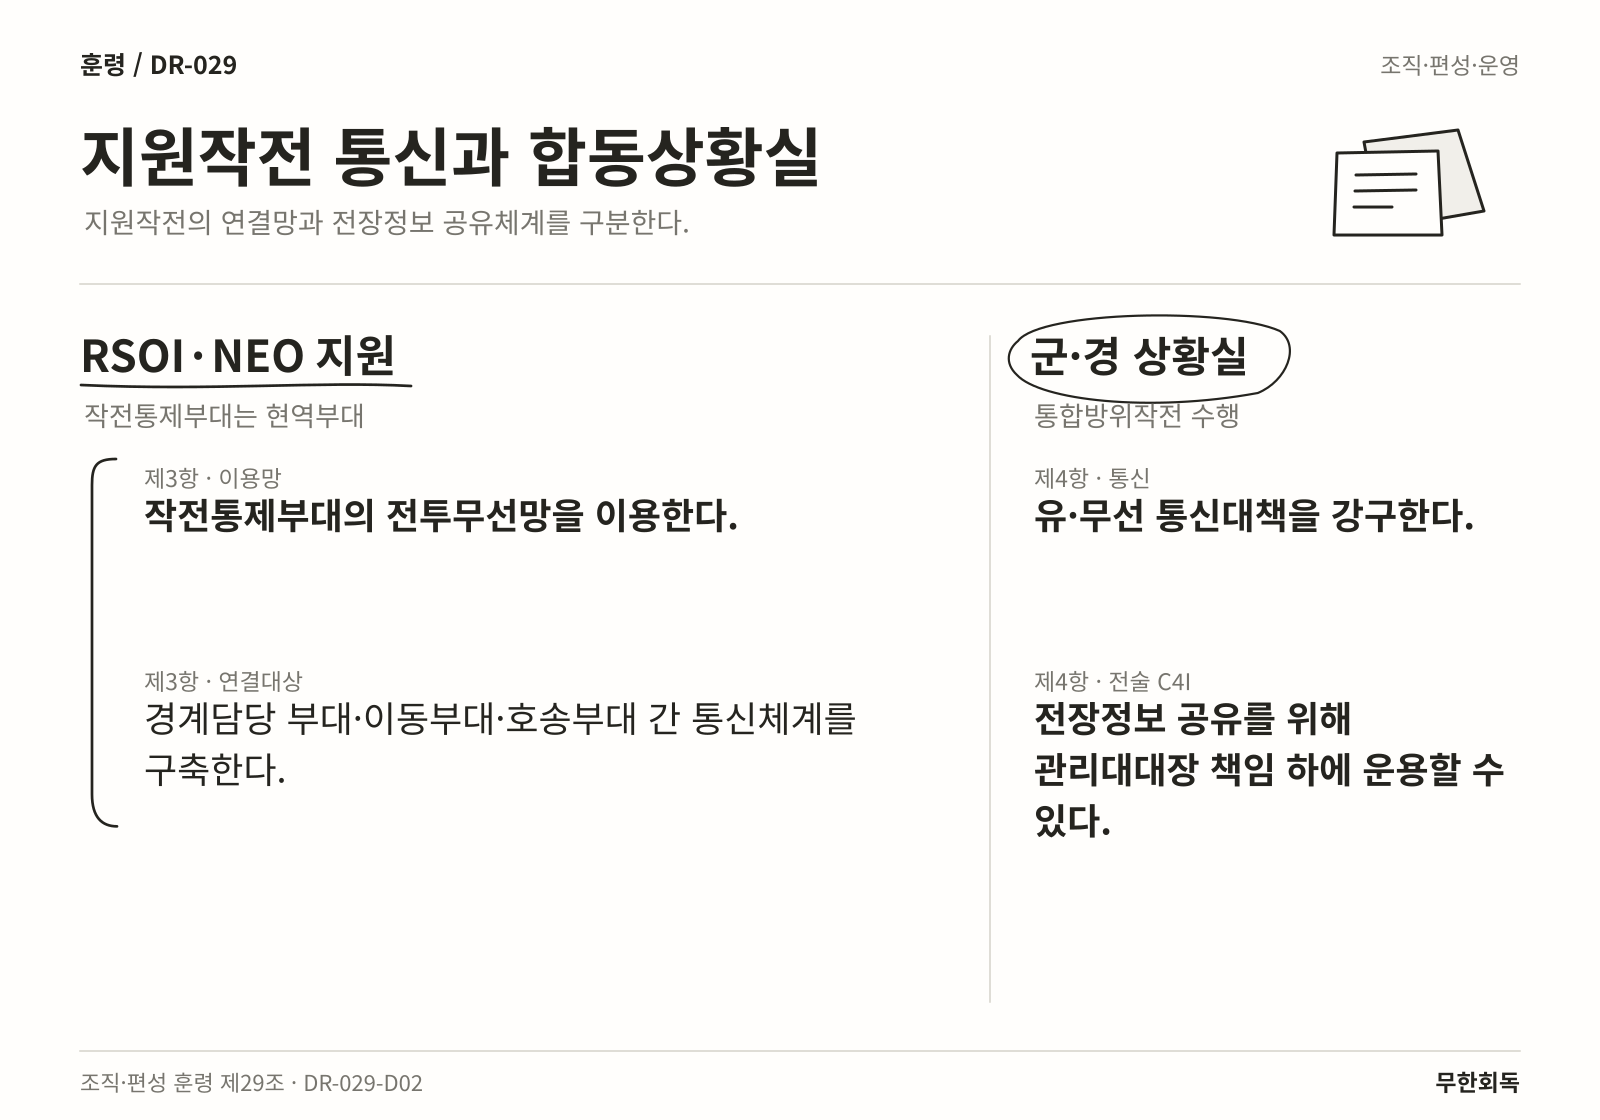 훈령 / DR-029
조직·편성·운영
지원작전 통신과 합동상황실
지원작전의 연결망과 전장정보 공유체계를 구분한다.
RSOI·NEO 지원
작전통제부대는 현역부대
제3항 · 이용망
작전통제부대의 전투무선망을 이용한다.
제3항 · 연결대상
경계담당 부대·이동부대·호송부대 간 통신체계를
구축한다.
군·경 상황실
통합방위작전 수행
제4항 · 통신
유·무선 통신대책을 강구한다.
제4항 · 전술 C4I
전장정보 공유를 위해
관리대대장 책임 하에 운용할 수
있다.
조직·편성 훈령 제29조 · DR-029-D02
무한회독